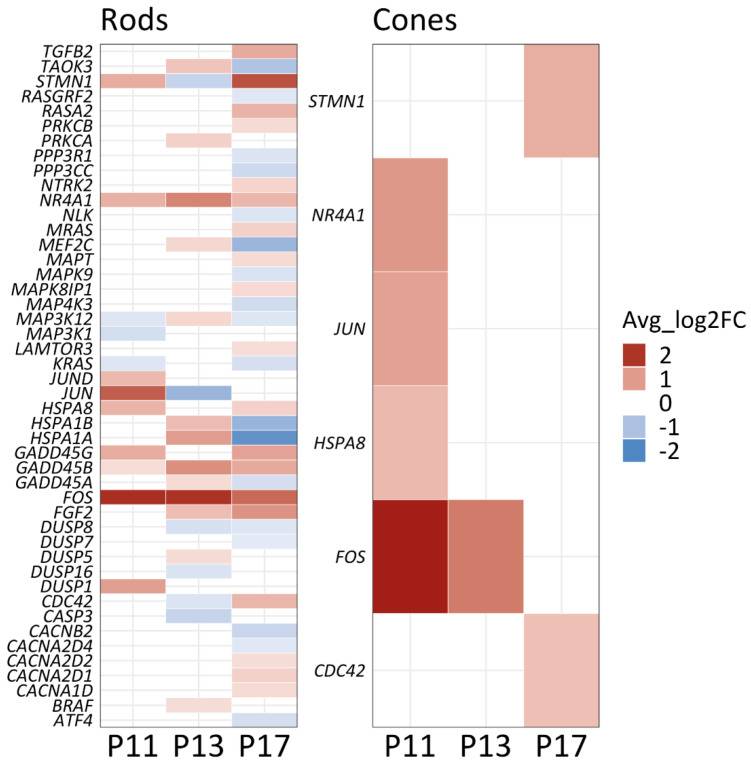 Rods
Cones
TGFB2
TAOK3
STMN1
RASGRF2
RASA2
PRKCB
PRKCA
PPP3R1
PPP3CC
NTRK2
NR4A1
NLK
MRAS
MEF2C
MAPT
MAPK9
MAPK8IP1
MAP4K3
MAP3K12
MAP3K1
LAMTOR3
KRAS
JUND
JUN
HSPA8
HSPA1B
HSPA1A
GADD45G
GADD45B
GADD45A
FOS
FGF2
DUSP8
DUSP7
DUSP5
DUSP16
DUSP1
CDC42
CASP3
CACNB2
CACNA2D4
CACNA2D2
CACNA2D1
CACNA1D
BRAF
ATF4
P11 P13 P17
STMN1
NR4A1
JUN
HSPA8
FOS
CDC42
P11 P13 P17
Avg_log2FC
2
1
0
-1
-2